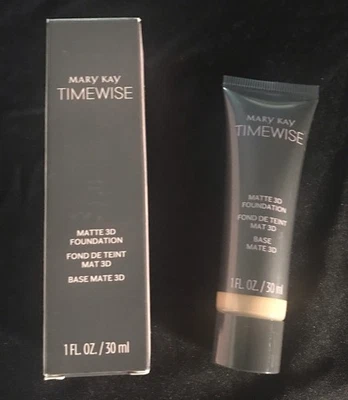 MARY KAY
TIMEWISE
MATTE 3D
FOUNDATION
FOND DE TEINT
MAT 3D
BASE MATE 3D
1 FL. OZ. / 30 ml
MARY KAY
TIMEWISE
MATTE 3D
FOUNDATION
FOND DE TEINT
MAT 3D
BASE
MATE 3D
1 FL. OZ. / 30 ml